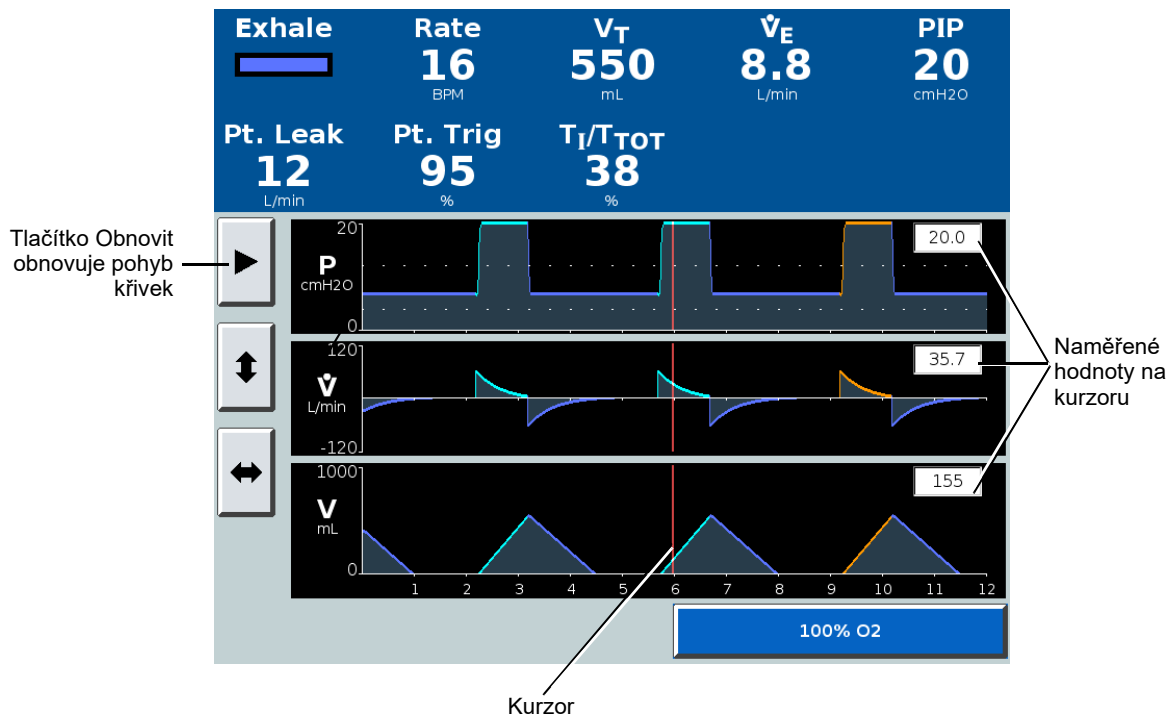 Exhale Rate VT V̇E PIP
16 550 8.8 20
BPM mL L/min cmH2O
Pt. Leak Pt. Trig TI/TTOT
12 95 38
L/min % %
Tlačítko Obnovit
obnovuje pohyb
křivek
20
P
cmH2O
0
20.0
120
V̇
L/min
-120
35.7
1000
V
mL
0
155
1 2 3 4 5 6 7 8 9 10 11 12
Naměřené
hodnoty na
kurzoru
100% O2
Kurzor